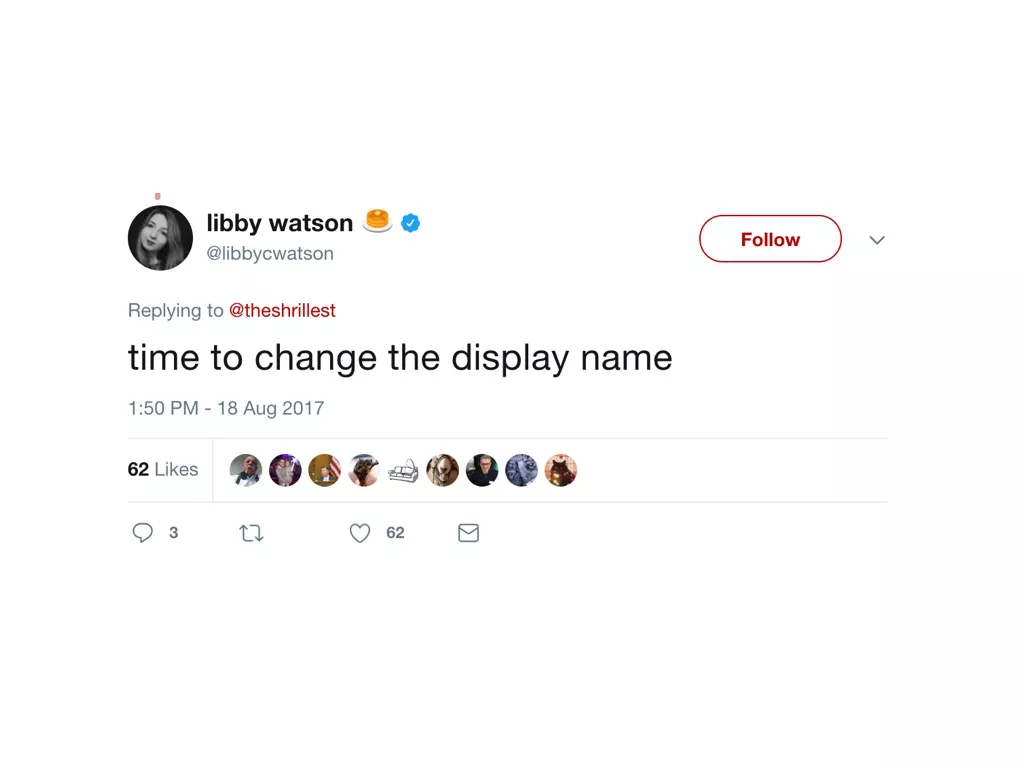 libby watson 🥞
@libbycwatson
Follow
Replying to @theshrillest
time to change the display name
1:50 PM - 18 Aug 2017
62 Likes
3
62